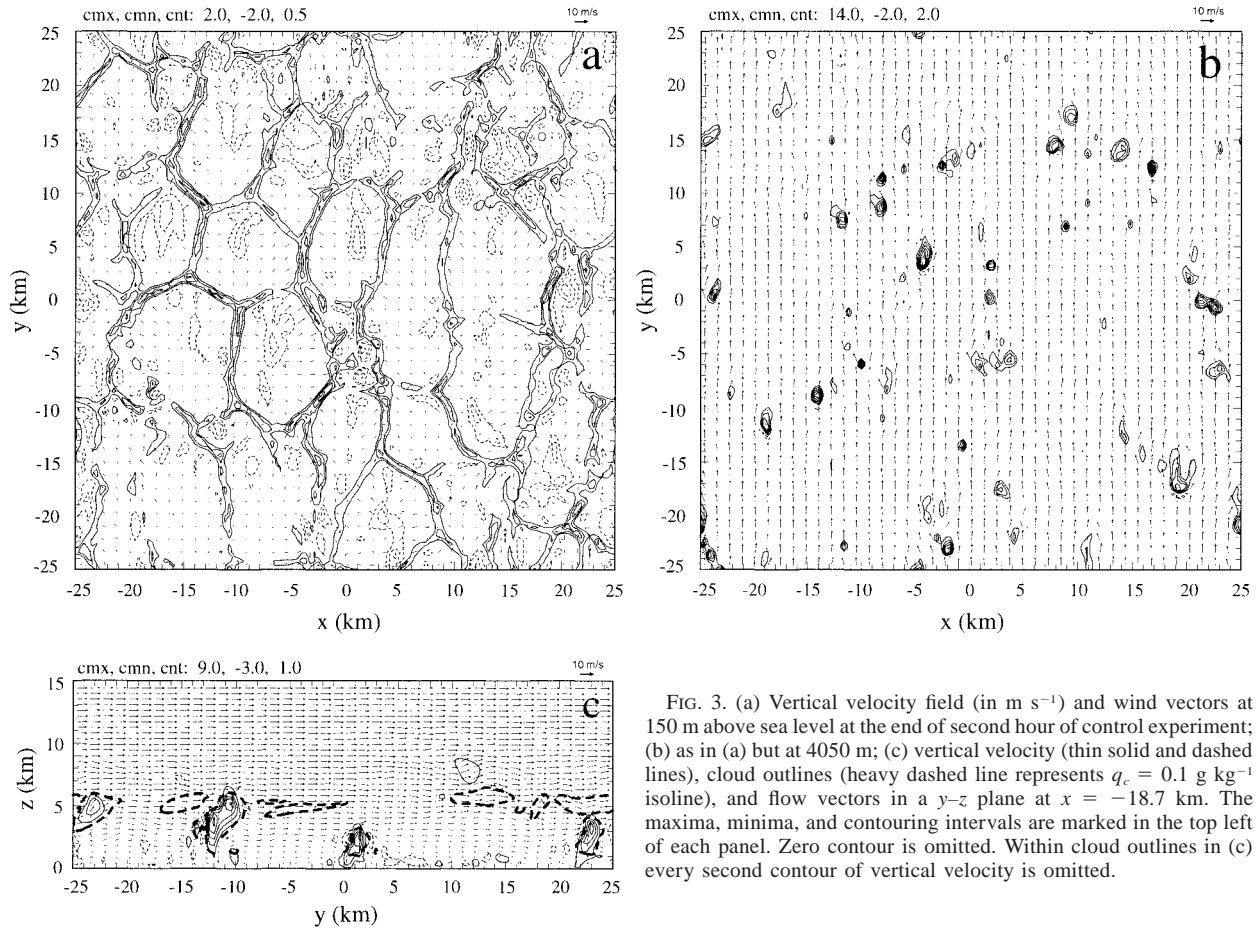 cmx, cmn, cnt: 2.0, -2.0, 0.5
10 m/s
a
25
20
15
10
5
0
-5
-10
-15
-20
-25
y (km)
-25 -20 -15 -10 -5 0 5 10 15 20 25
x (km)
cmx, cmn, cnt: 14.0, -2.0, 2.0
10 m/s
b
25
20
15
10
5
0
-5
-10
-15
-20
-25
y (km)
-25 -20 -15 -10 -5 0 5 10 15 20 25
x (km)
cmx, cmn, cnt: 9.0, -3.0, 1.0
10 m/s
c
15
10
5
0
z (km)
-25 -20 -15 -10 -5 0 5 10 15 20 25
y (km)
FIG. 3. (a) Vertical velocity field (in m s⁻¹) and wind vectors at
150 m above sea level at the end of second hour of control experiment;
(b) as in (a) but at 4050 m; (c) vertical velocity (thin solid and dashed
lines), cloud outlines (heavy dashed line represents q_c = 0.1 g kg⁻¹
isoline), and flow vectors in a y–z plane at x = −18.7 km. The
maxima, minima, and contouring intervals are marked in the top left
of each panel. Zero contour is omitted. Within cloud outlines in (c)
every second contour of vertical velocity is omitted.